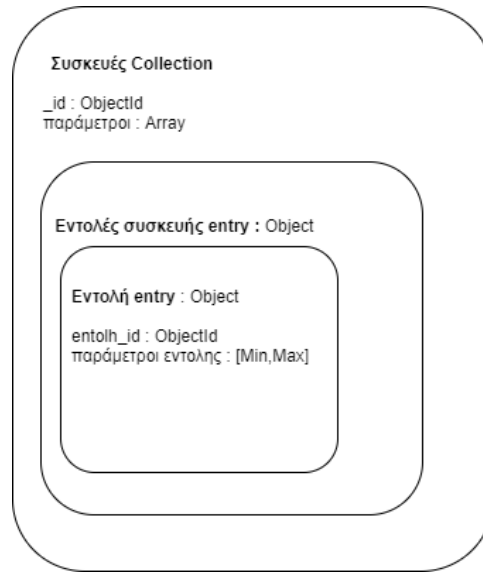 Συσκευές Collection
_id : ObjectId
παράμετροι : Array
Εντολές συσκευής entry : Object
Εντολή entry : Object
entolh_id : ObjectId
παράμετροι εντολης : [Min,Max]